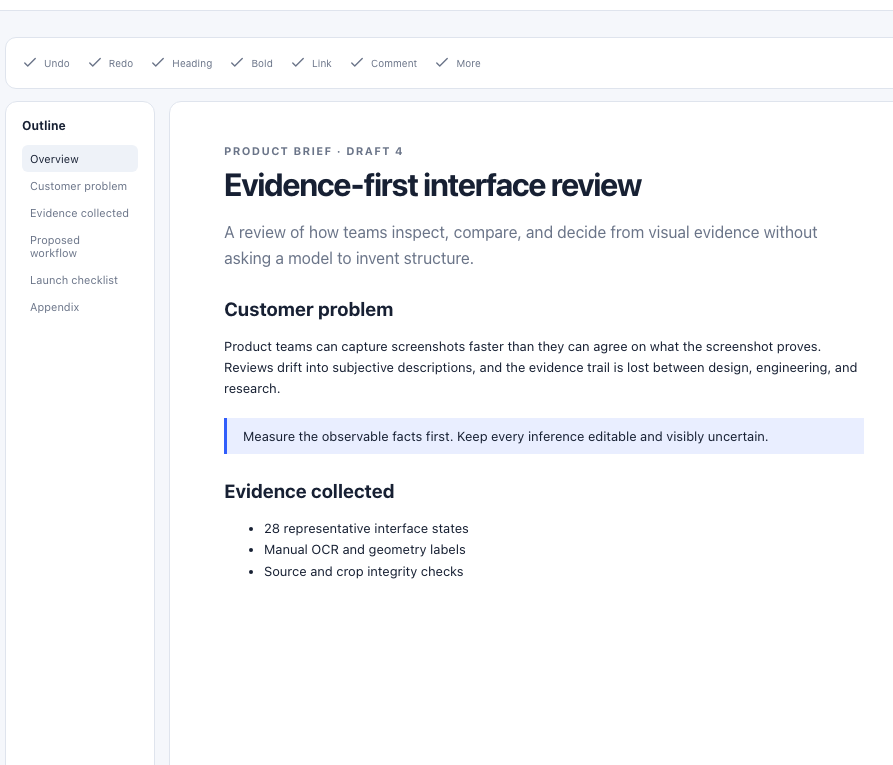 Undo Redo Heading Bold Link Comment More
Outline
Overview
Customer problem
Evidence collected
Proposed
workflow
Launch checklist
Appendix
PRODUCT BRIEF · DRAFT 4
Evidence-first interface review
A review of how teams inspect, compare, and decide from visual evidence without
asking a model to invent structure.
Customer problem
Product teams can capture screenshots faster than they can agree on what the screenshot proves.
Reviews drift into subjective descriptions, and the evidence trail is lost between design, engineering, and
research.
Measure the observable facts first. Keep every inference editable and visibly uncertain.
Evidence collected
• 28 representative interface states
• Manual OCR and geometry labels
• Source and crop integrity checks